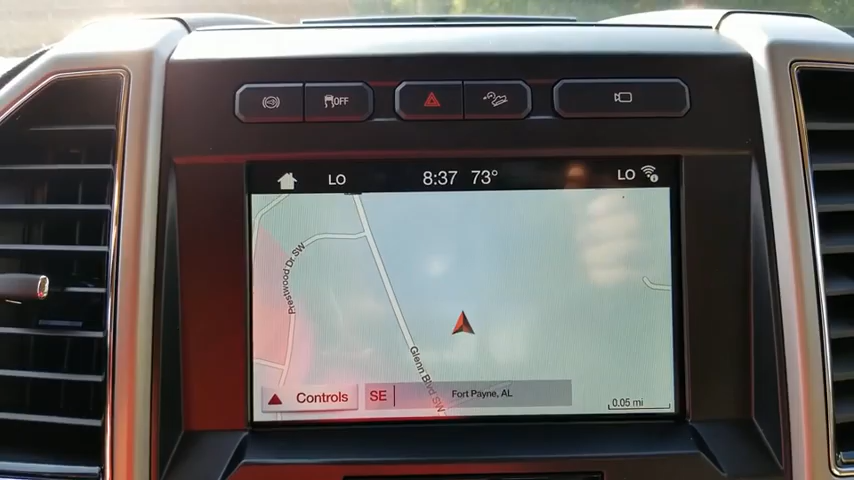 OFF
LO
8:37 73°
LO
Prestwood Dr SW
Glenn Blvd SW
Controls
SE
Fort Payne, AL
0.05 mi